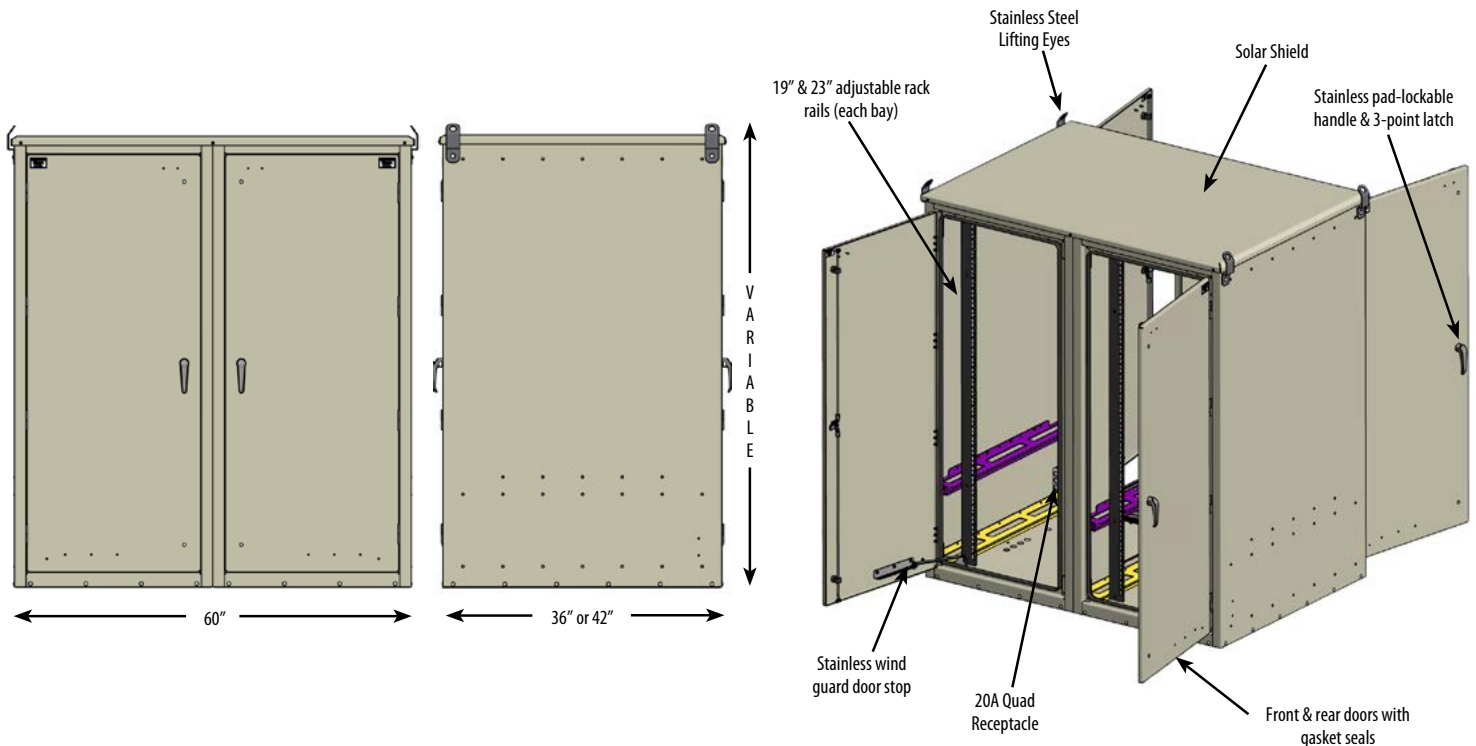 Stainless Steel
Lifting Eyes
Solar Shield
19” & 23” adjustable rack
rails (each bay)
Stainless pad-lockable
handle & 3-point latch
V
A
R
I
A
B
L
E
60”
36” or 42”
Stainless wind
guard door stop
20A Quad
Receptacle
Front & rear doors with
gasket seals